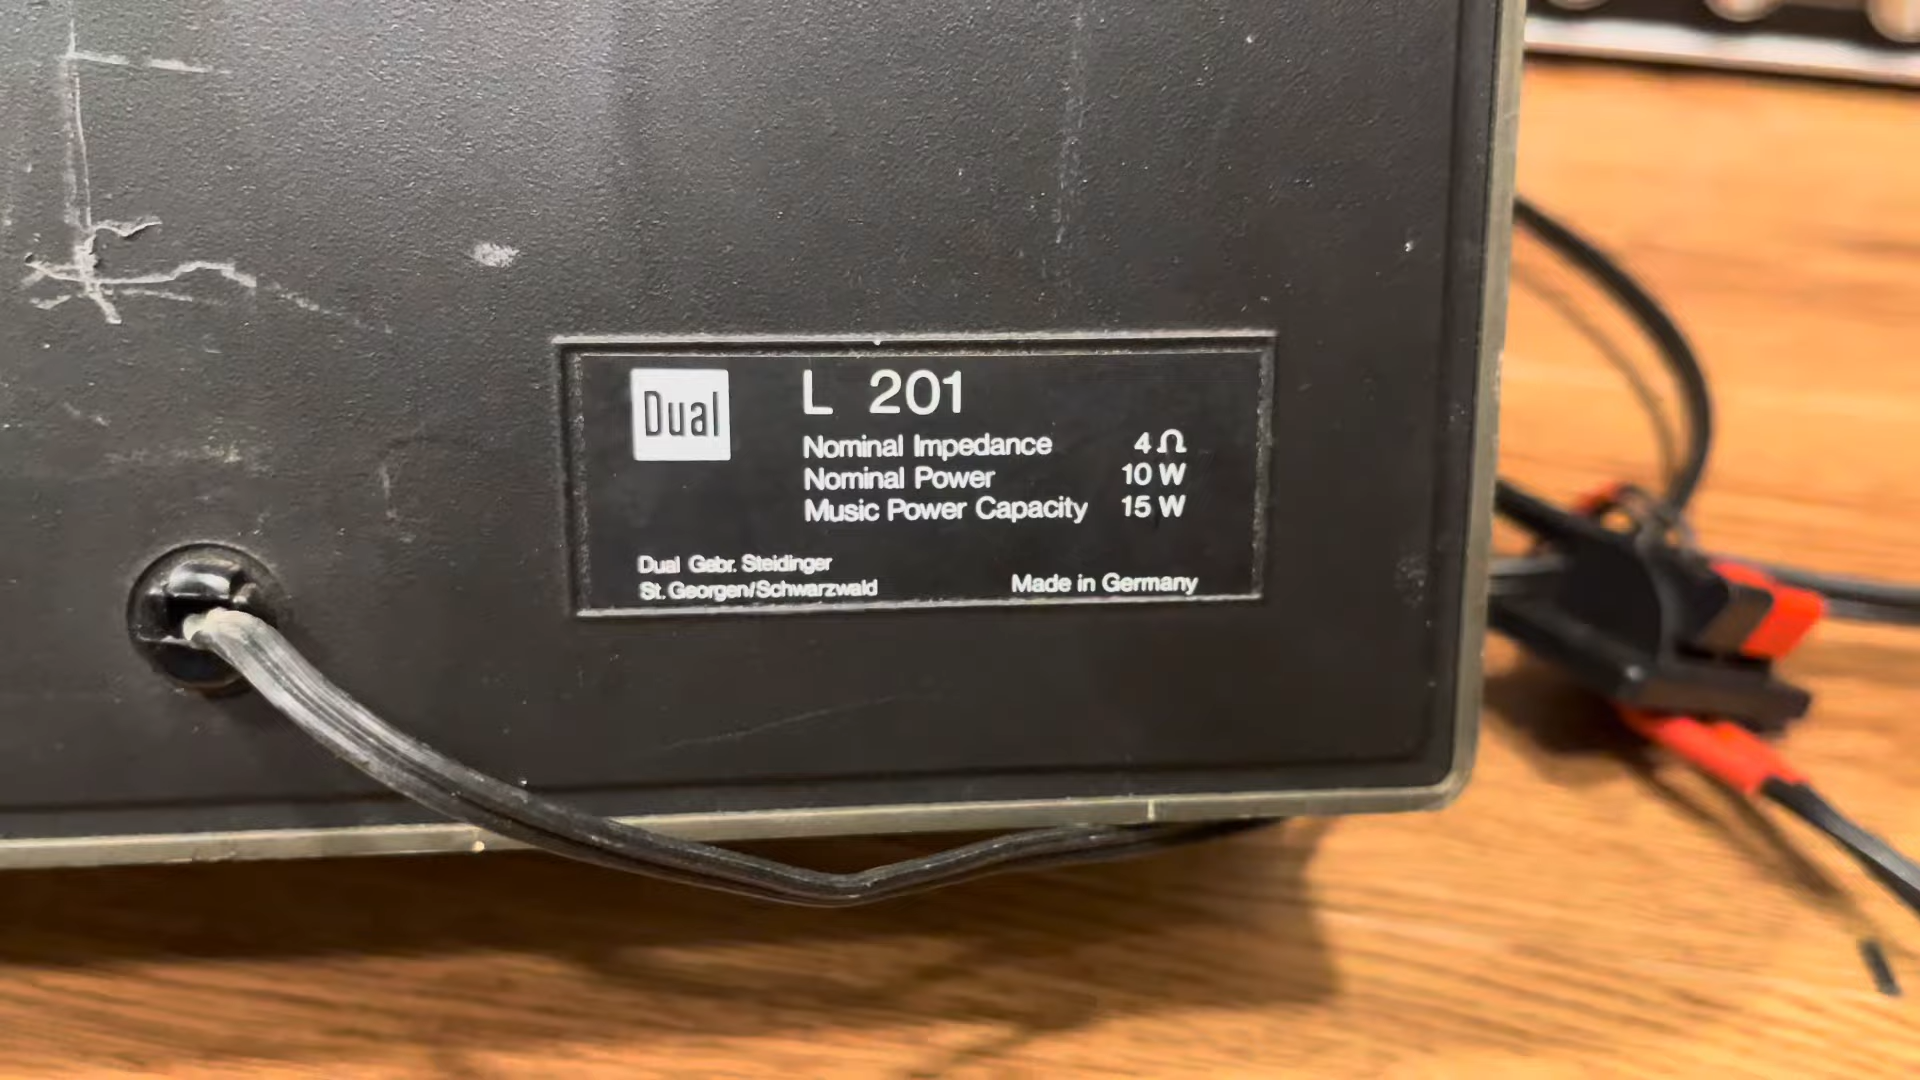 Dual
L 201
Nominal Impedance 4 Ω
Nominal Power 10 W
Music Power Capacity 15 W
Dual Gebr. Steidinger
St. Georgen/Schwarzwald
Made in Germany